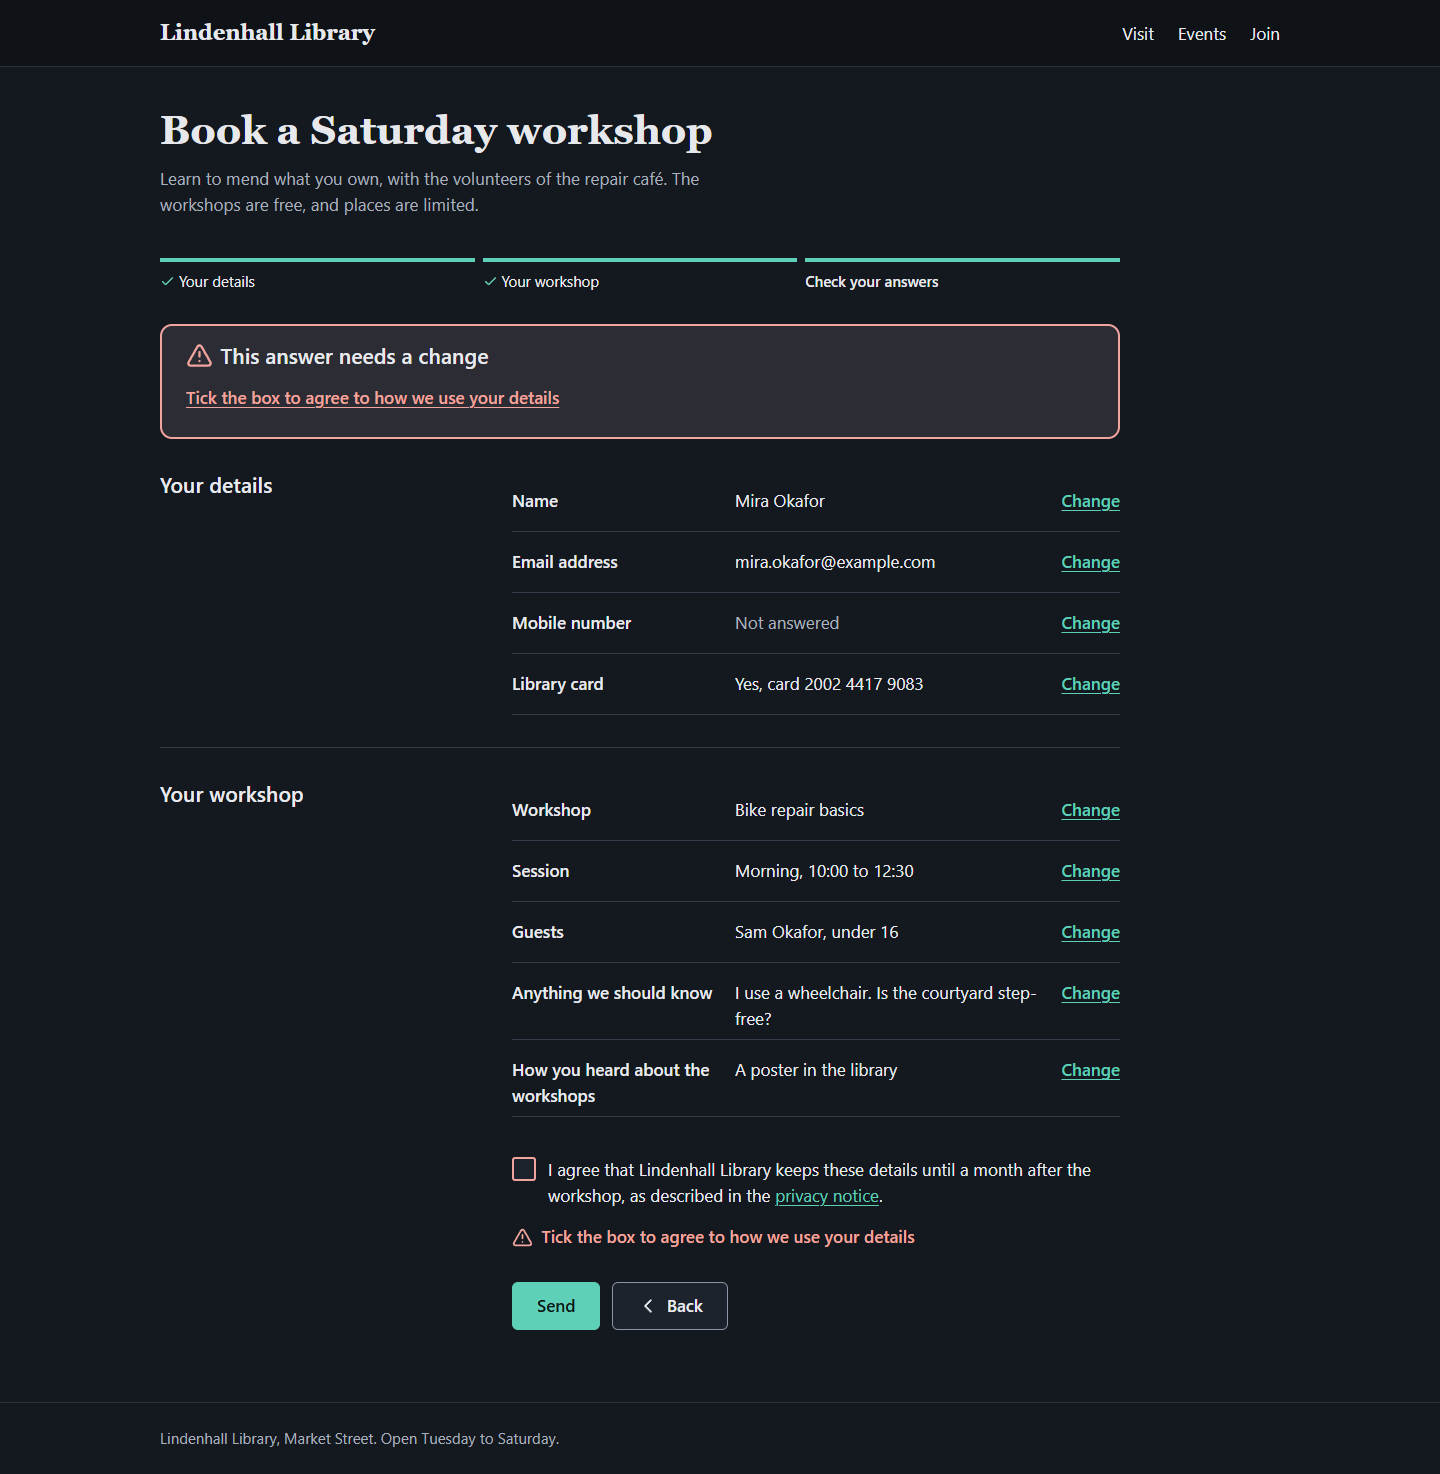 Lindenhall Library
Visit Events Join
Book a Saturday workshop
Learn to mend what you own, with the volunteers of the repair café. The
workshops are free, and places are limited.
Your details
Your workshop
Check your answers
This answer needs a change
Tick the box to agree to how we use your details
Your details
Name Mira Okafor Change
Email address mira.okafor@example.com Change
Mobile number Not answered Change
Library card Yes, card 2002 4417 9083 Change
Your workshop
Workshop Bike repair basics Change
Session Morning, 10:00 to 12:30 Change
Guests Sam Okafor, under 16 Change
Anything we should know I use a wheelchair. Is the courtyard step-
free?
Change
How you heard about the
workshops
A poster in the library Change
I agree that Lindenhall Library keeps these details until a month after the
workshop, as described in the privacy notice.
Tick the box to agree to how we use your details
Send
Back
Lindenhall Library, Market Street. Open Tuesday to Saturday.